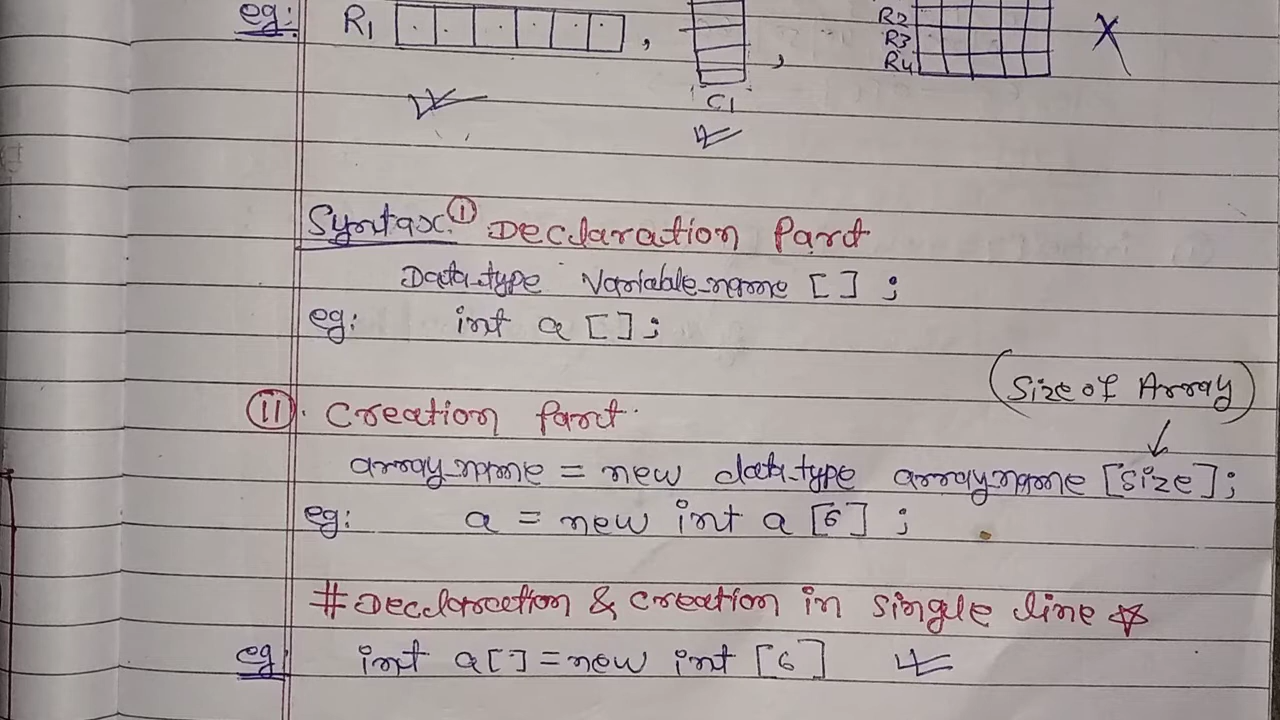 eg: R1 , , R2
R3
R4
C1
Syntax: (i) Declaration Part
Data-type Variable-name [ ] ;
eg: int a [ ] ;
(Size of Array)
(ii). Creation Part.
array-name = new data-type array-name [size] ;
eg: a = new int a [6] ;
# Declaration & Creation in Single line ☆
eg int a[ ] = new int [6]